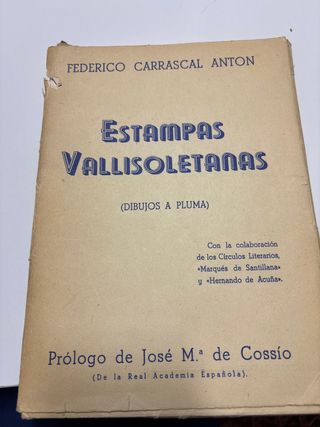 FEDERICO CARRASCAL ANTON
ESTAMPAS
VALLISOLETANAS
(DIBUJOS A PLUMA)
Con la colaboración
de los Círculos Literarios,
«Marqués de Santillana»
y «Hernando de Acuña».
Prólogo de José M.ª de Cossío
(De la Real Academia Española).